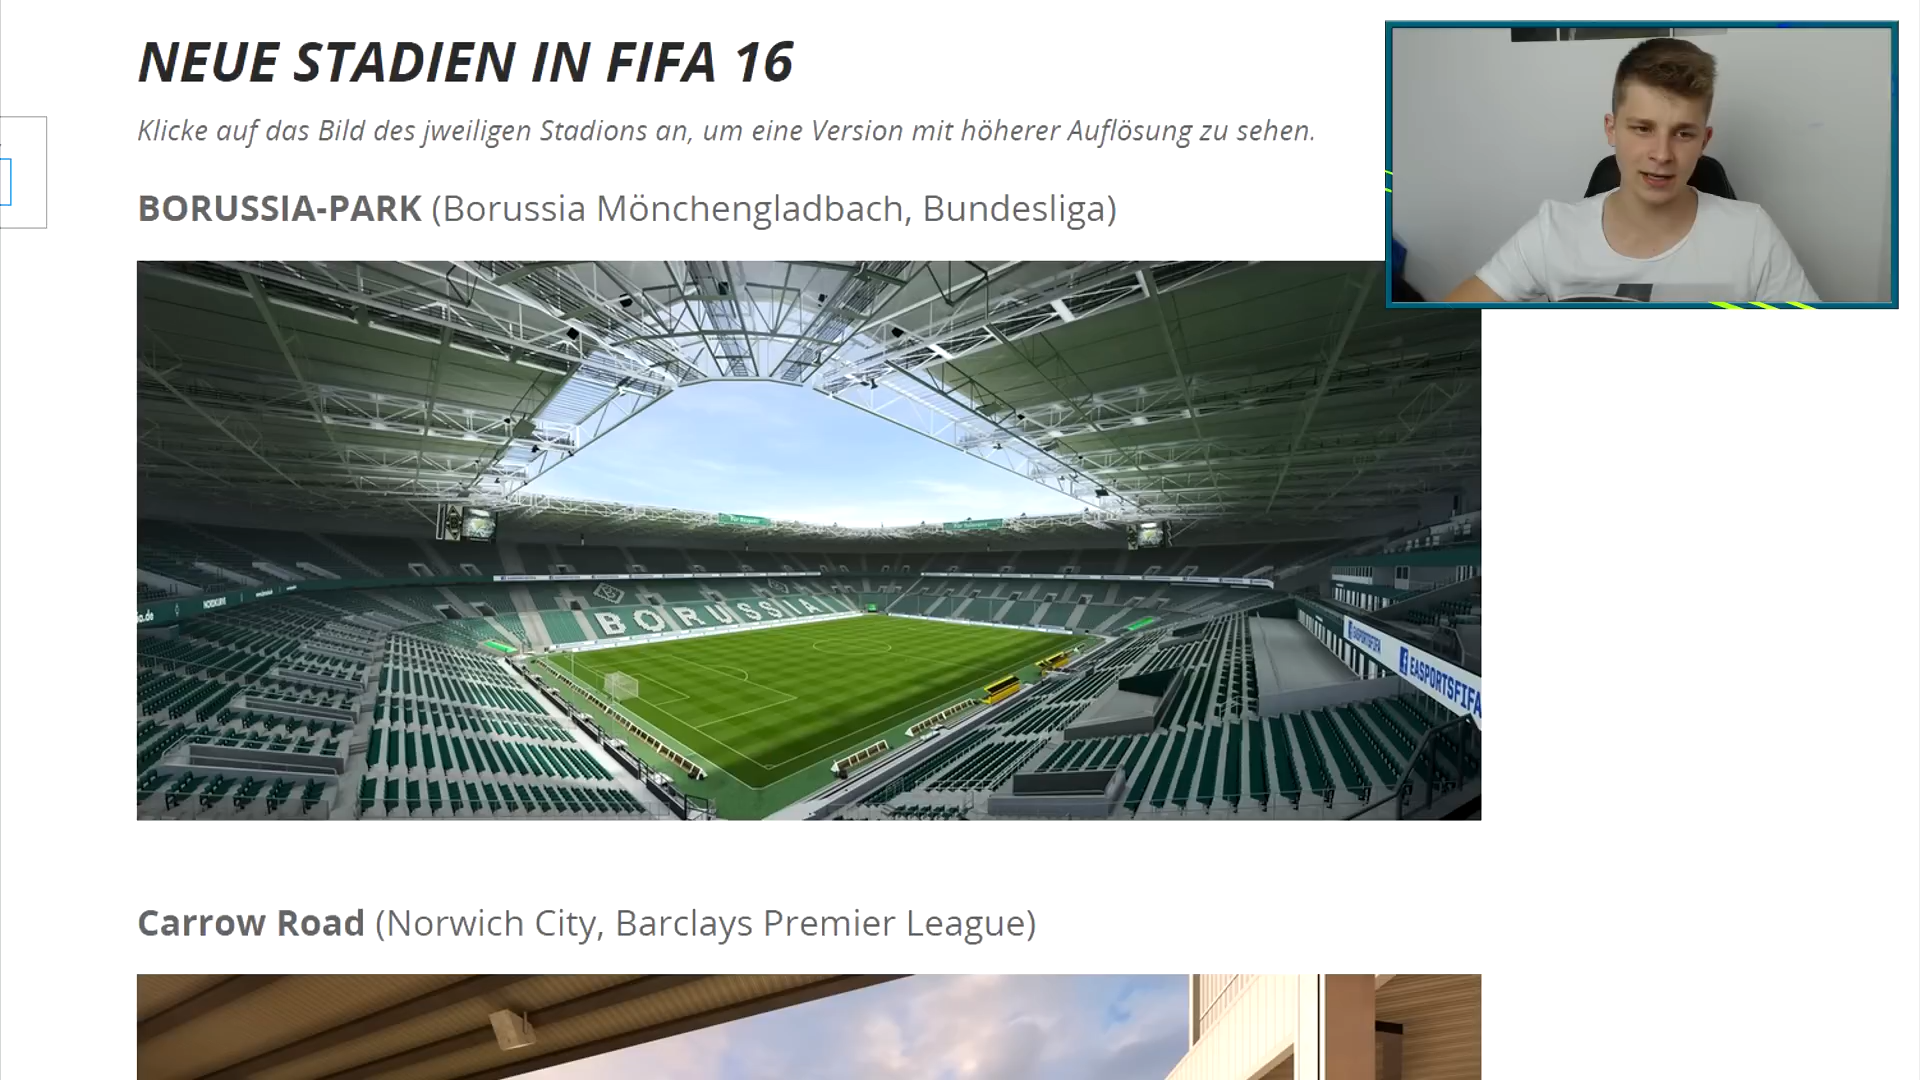 NEUE STADIEN IN FIFA 16
Klicke auf das Bild des jweiligen Stadions an, um eine Version mit höherer Auflösung zu sehen.
BORUSSIA-PARK (Borussia Mönchengladbach, Bundesliga)
BORUSSIA
EASPORTSFIFA
EASPORTSFIFA
Carrow Road (Norwich City, Barclays Premier League)